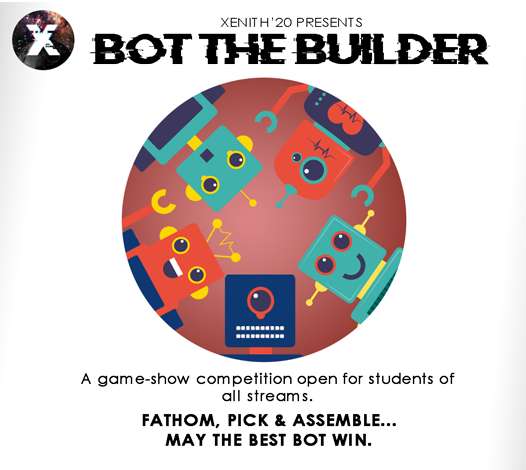 X
XENITH'20 PRESENTS
BOT THE BUILDER
A game-show competition open for students of
all streams.
FATHOM, PICK & ASSEMBLE...
MAY THE BEST BOT WIN.